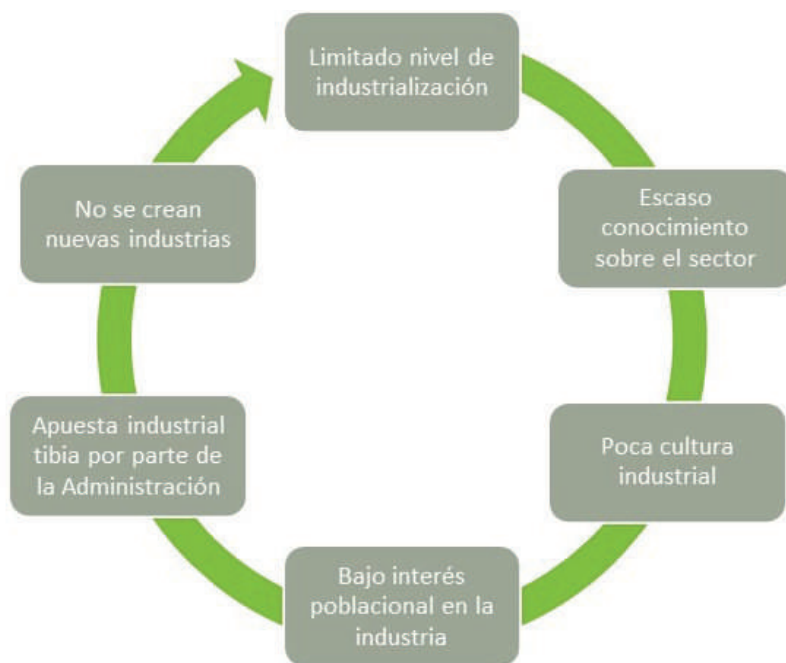 Limitado nivel de
industrialización
Escaso
conocimiento
sobre el sector
Poca cultura
industrial
Bajo interés
poblacional en la
industria
Apuesta industrial
tibia por parte de
la Administración
No se crean
nuevas industrias